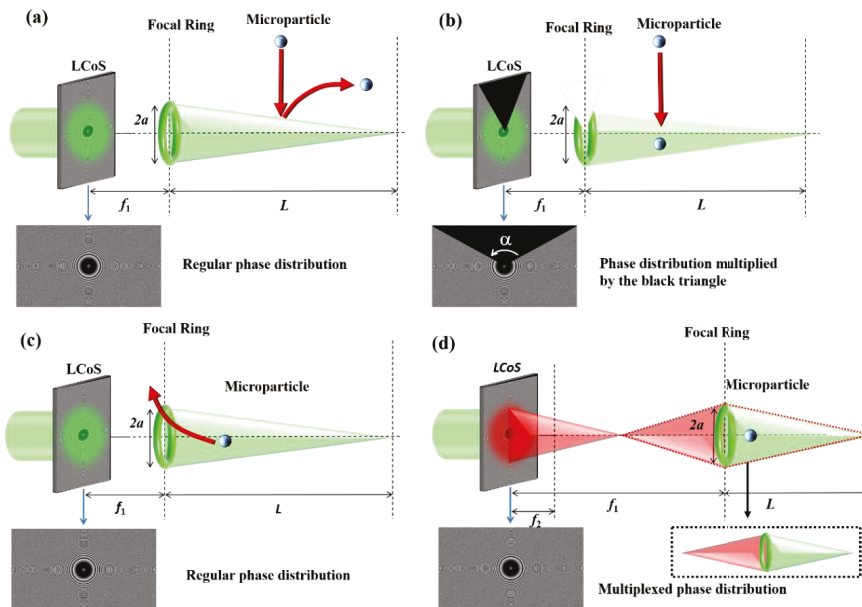 (a)
Microparticle
Focal Ring
LCoS
2a
f1
L
Regular phase distribution
(b)
Focal Ring
Microparticle
LCoS
2a
f1
L
α
Phase distribution multiplied
by the black triangle
(c)
Focal Ring
LCoS
Microparticle
2a
f1
L
Regular phase distribution
(d)
Focal Ring
LCoS
Microparticle
2a
f1
L
f2
Multiplexed phase distribution